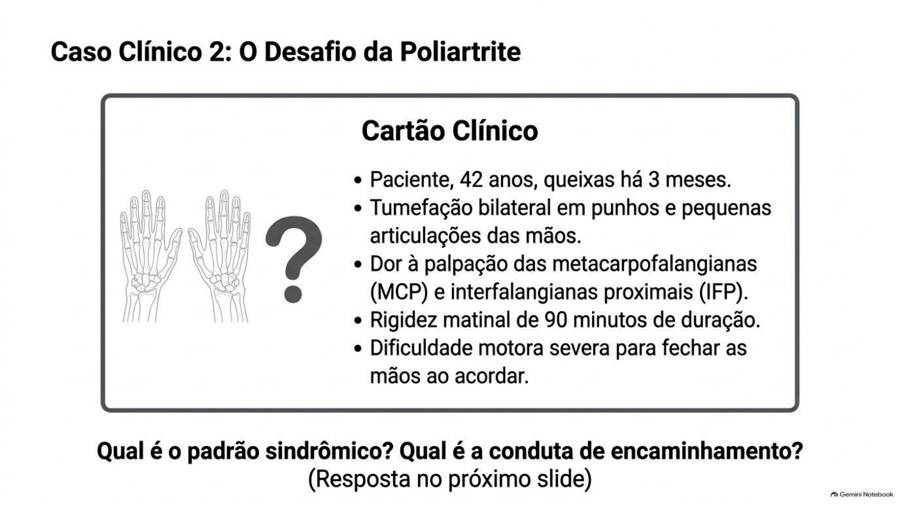 Caso Clínico 2: O Desafio da Poliartrite
Cartão Clínico
• Paciente, 42 anos, queixas há 3 meses.
• Tumefação bilateral em punhos e pequenas
articulações das mãos.
• Dor à palpação das metacarpofalangianas
(MCP) e interfalangianas proximais (IFP).
• Rigidez matinal de 90 minutos de duração.
• Dificuldade motora severa para fechar as
mãos ao acordar.
?
Qual é o padrão sindrômico? Qual é a conduta de encaminhamento?
(Resposta no próximo slide)
Gemini Notebook